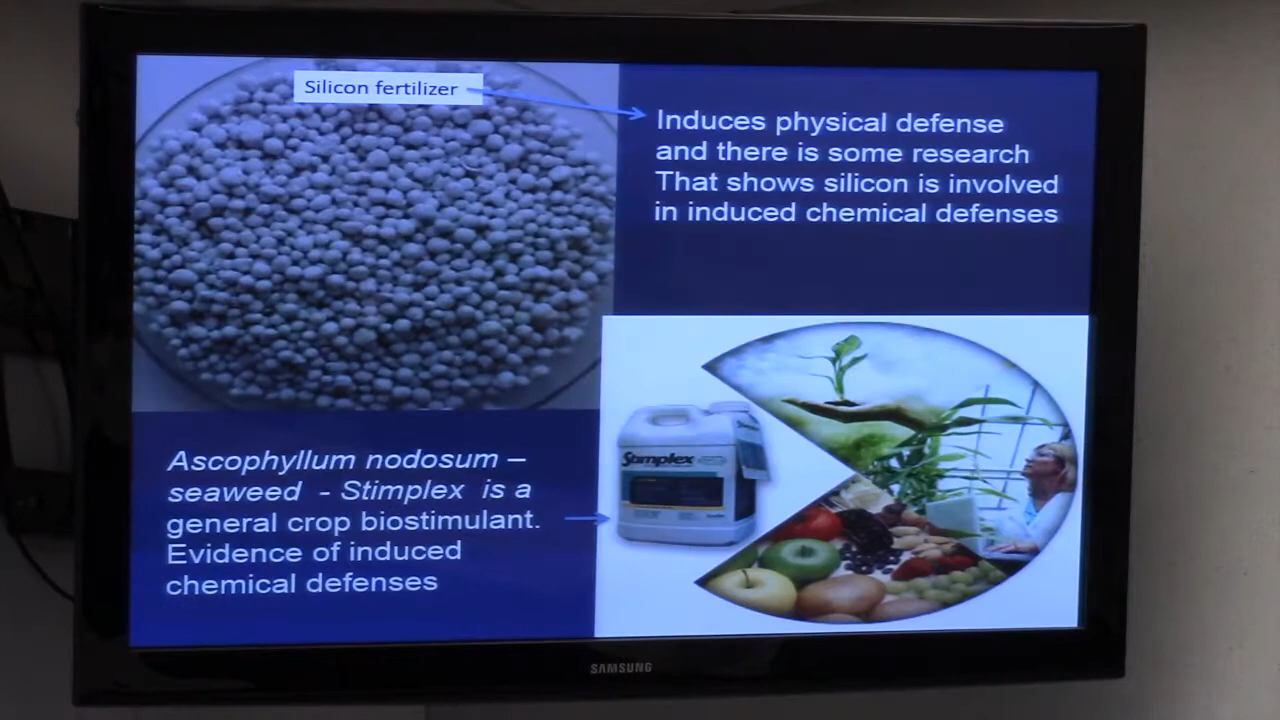 Silicon fertilizer
Induces physical defense
and there is some research
That shows silicon is involved
in induced chemical defenses
Ascophyllum nodosum –
seaweed - Stimplex is a
general crop biostimulant.
Evidence of induced
chemical defenses
Stimplex
SAMSUNG